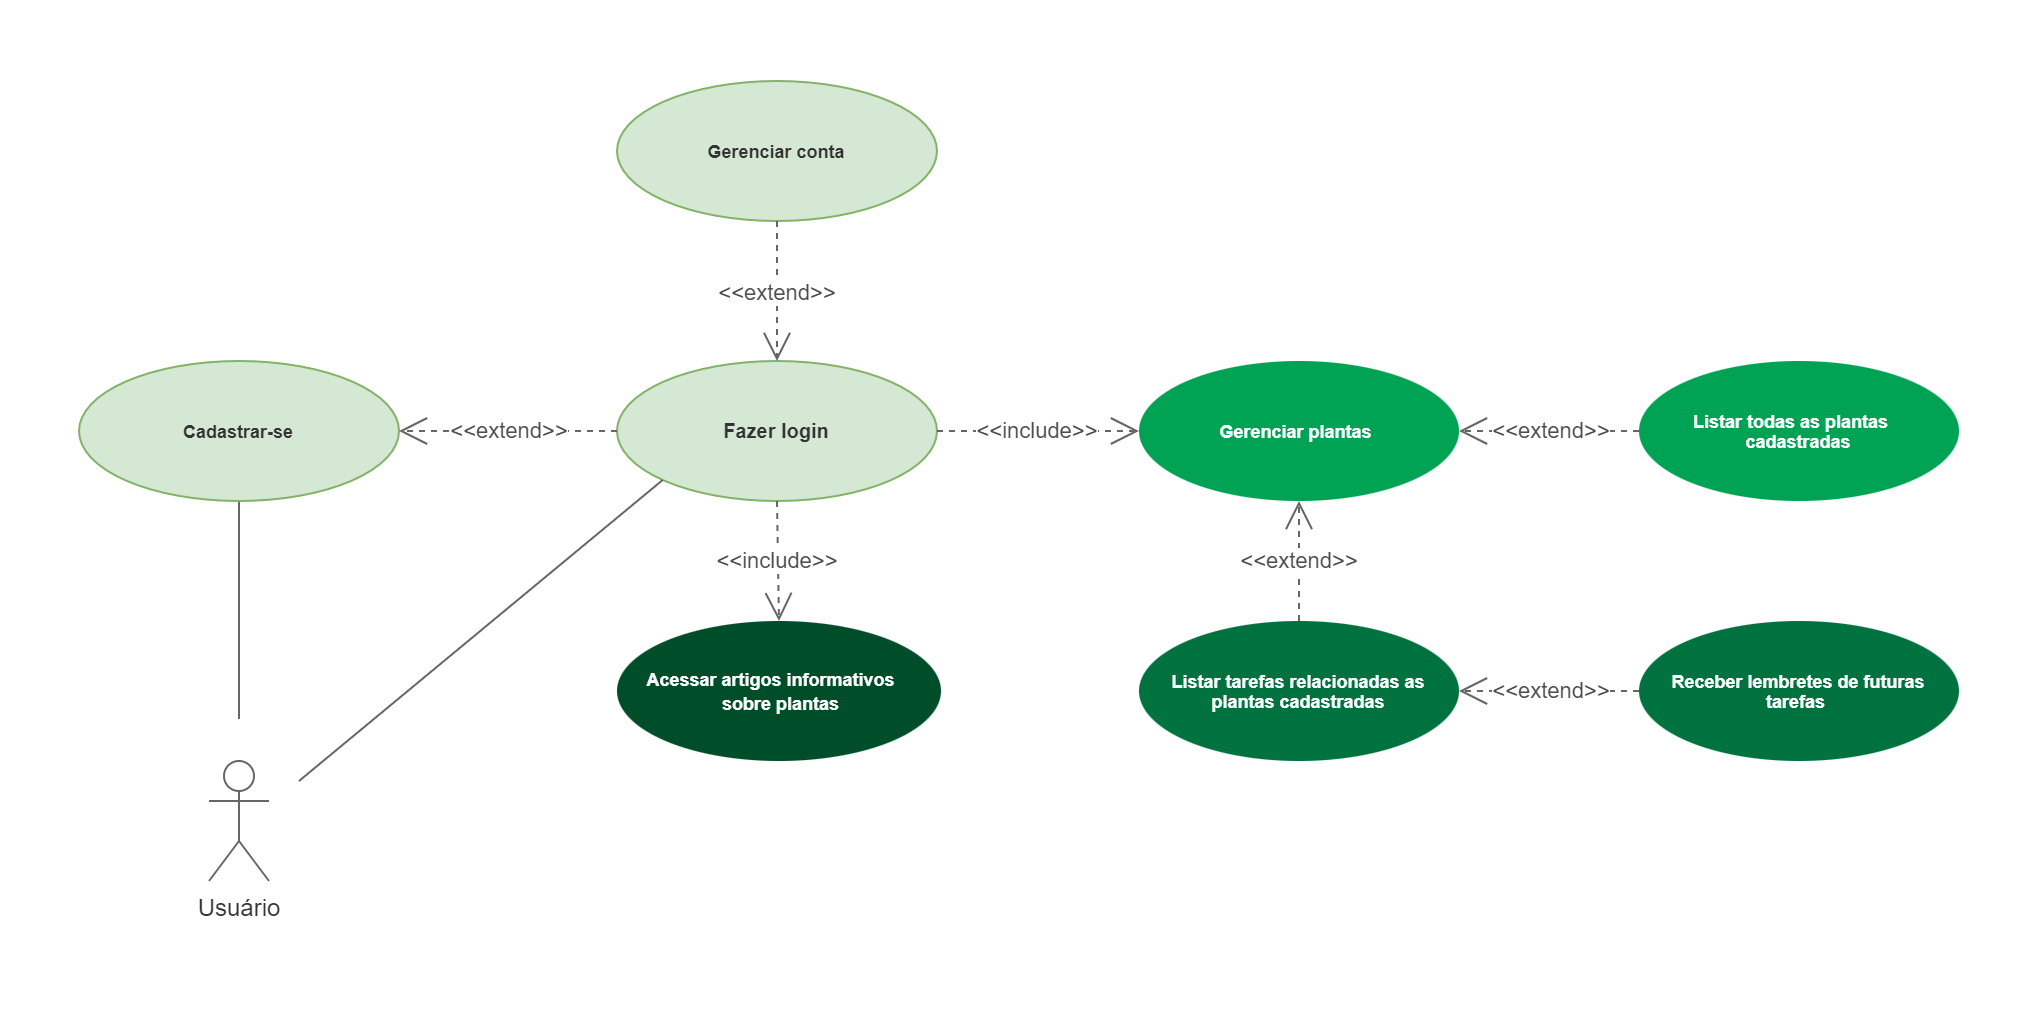 Gerenciar conta
<<extend>>
Cadastrar-se
<<extend>>
Fazer login
<<include>>
Gerenciar plantas
<<extend>>
Listar todas as plantas
cadastradas
<<include>>
<<extend>>
Acessar artigos informativos
sobre plantas
Listar tarefas relacionadas as
plantas cadastradas
<<extend>>
Receber lembretes de futuras
tarefas
Usuário